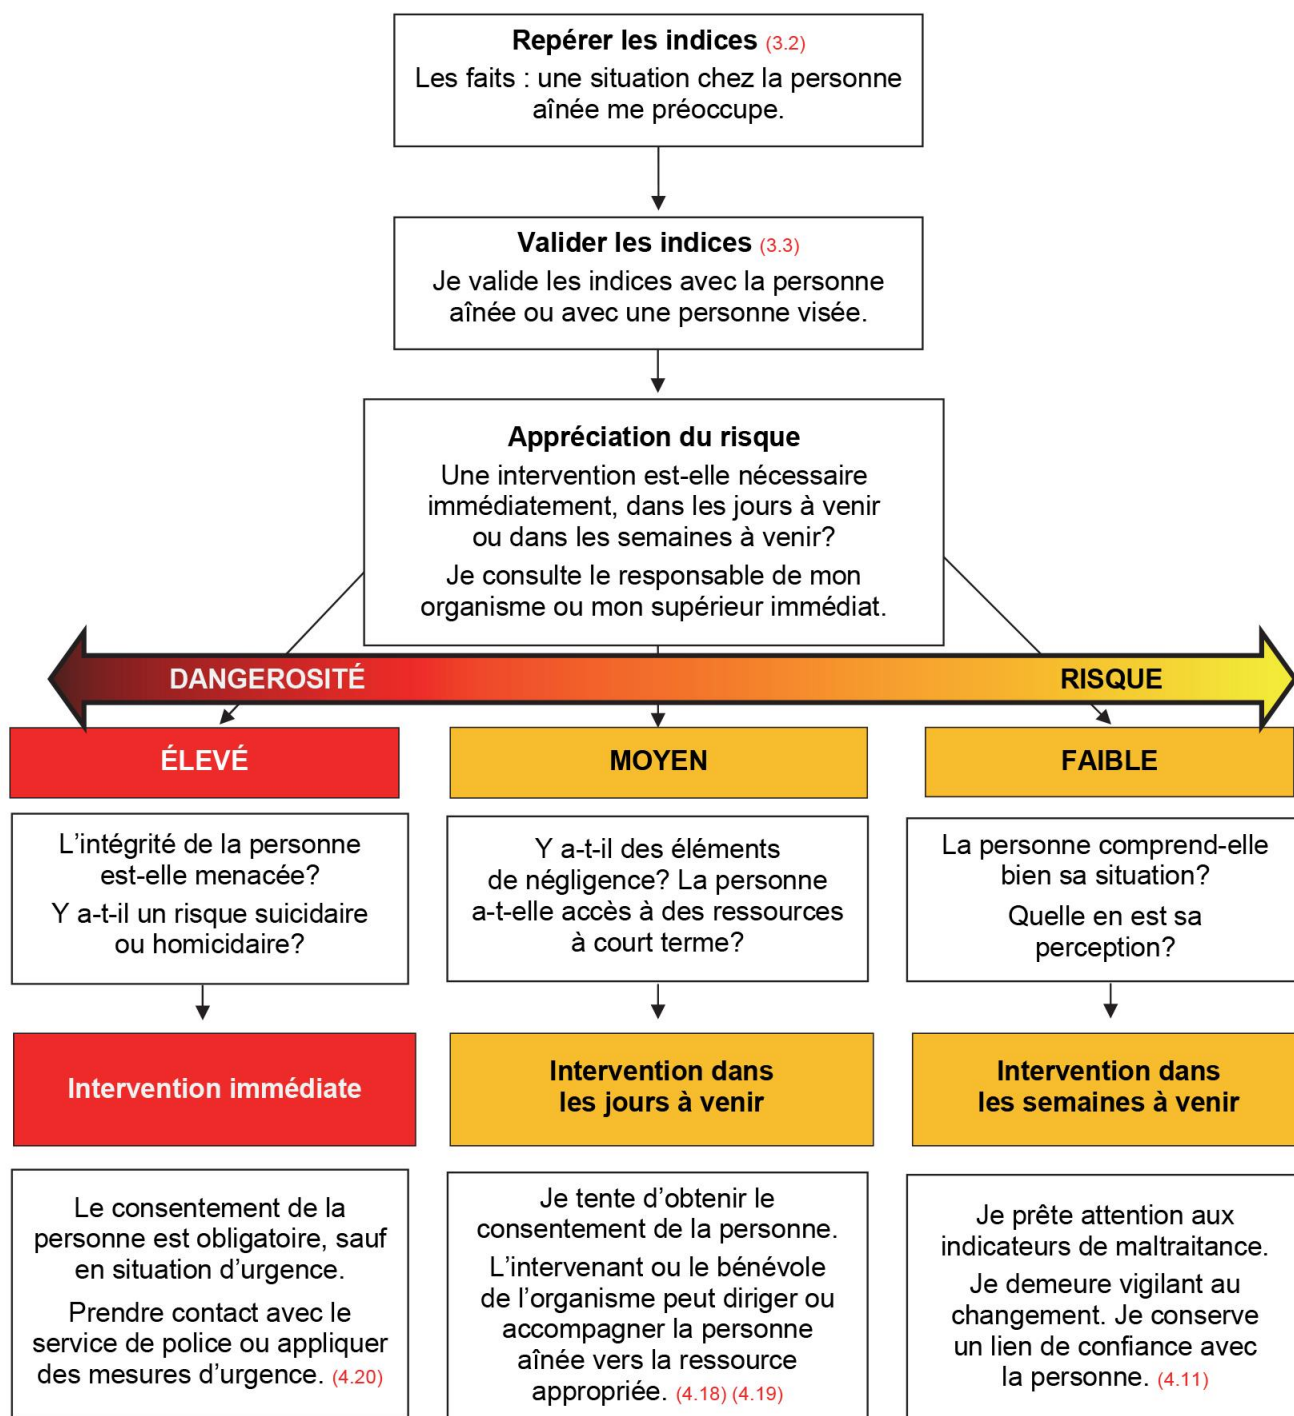 Repérer les indices (3.2)
Les faits : une situation chez la personne
aînée me préoccupe.
Valider les indices (3.3)
Je valide les indices avec la personne
aînée ou avec une personne visée.
Appréciation du risque
Une intervention est-elle nécessaire
immédiatement, dans les jours à venir
ou dans les semaines à venir?
Je consulte le responsable de mon
organisme ou mon supérieur immédiat.
DANGEROSITÉ
RISQUE
ÉLEVÉ
MOYEN
FAIBLE
L'intégrité de la personne
est-elle menacée?
Y a-t-il un risque suicidaire
ou homicidaire?
Y a-t-il des éléments
de négligence? La personne
a-t-elle accès à des ressources
à court terme?
La personne comprend-elle
bien sa situation?
Quelle en est sa
perception?
Intervention immédiate
Intervention dans
les jours à venir
Intervention dans
les semaines à venir
Le consentement de la
personne est obligatoire, sauf
en situation d'urgence.
Prendre contact avec le
service de police ou appliquer
des mesures d'urgence. (4.20)
Je tente d'obtenir le
consentement de la personne.
L'intervenant ou le bénévole
de l'organisme peut diriger ou
accompagner la personne
aînée vers la ressource
appropriée. (4.18) (4.19)
Je prête attention aux
indicateurs de maltraitance.
Je demeure vigilant au
changement. Je conserve
un lien de confiance avec
la personne. (4.11)